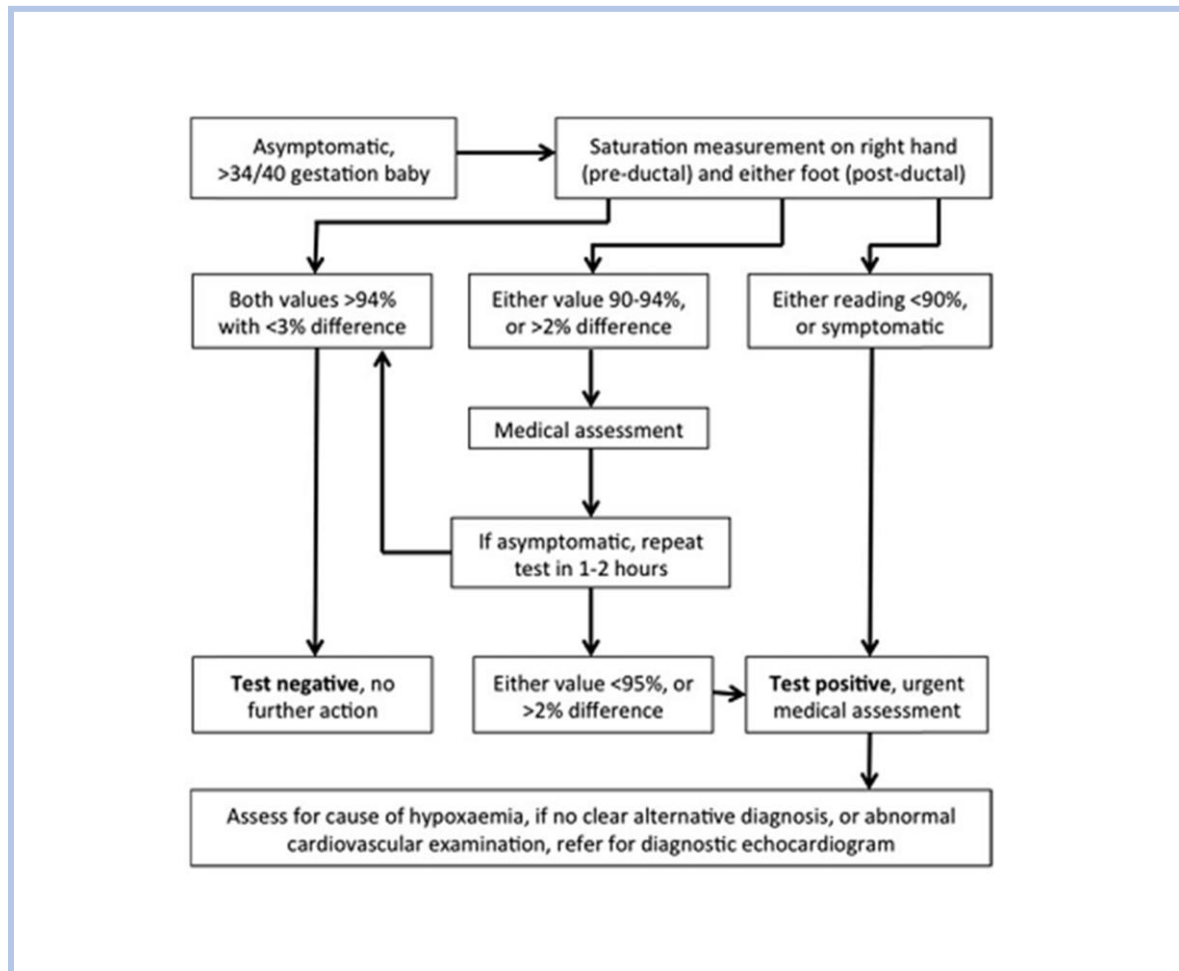 Asymptomatic,
>34/40 gestation baby
Saturation measurement on right hand
(pre-ductal) and either foot (post-ductal)
Both values >94%
with <3% difference
Either value 90-94%,
or >2% difference
Either reading <90%,
or symptomatic
Medical assessment
If asymptomatic, repeat
test in 1-2 hours
Test negative, no
further action
Either value <95%, or
>2% difference
Test positive, urgent
medical assessment
Assess for cause of hypoxaemia, if no clear alternative diagnosis, or abnormal
cardiovascular examination, refer for diagnostic echocardiogram